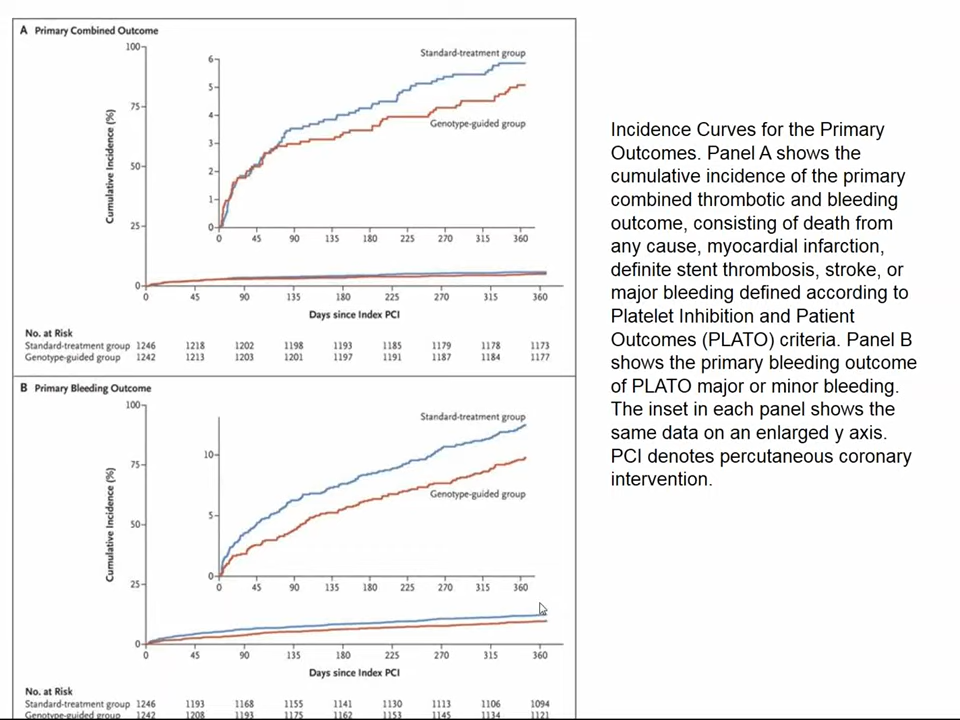 A Primary Combined Outcome
100
75
50
25
0
Cumulative Incidence (%)
6
5
4
3
2
1
0
Standard-treatment group
Genotype-guided group
0 45 90 135 180 225 270 315 360
0 45 90 135 180 225 270 315 360
Days since Index PCI
No. at Risk
Standard-treatment group 1246 1218 1202 1198 1193 1185 1179 1178 1173
Genotype-guided group 1242 1213 1203 1201 1197 1191 1187 1184 1177
B Primary Bleeding Outcome
100
75
50
25
0
Cumulative Incidence (%)
10
5
0
Standard-treatment group
Genotype-guided group
0 45 90 135 180 225 270 315 360
0 45 90 135 180 225 270 315 360
Days since Index PCI
No. at Risk
Standard-treatment group 1246 1193 1168 1155 1141 1130 1113 1106 1094
Genotype-guided group 1242 1208 1193 1175 1162 1153 1145 1134 1121
Incidence Curves for the Primary
Outcomes. Panel A shows the
cumulative incidence of the primary
combined thrombotic and bleeding
outcome, consisting of death from
any cause, myocardial infarction,
definite stent thrombosis, stroke, or
major bleeding defined according to
Platelet Inhibition and Patient
Outcomes (PLATO) criteria. Panel B
shows the primary bleeding outcome
of PLATO major or minor bleeding.
The inset in each panel shows the
same data on an enlarged y axis.
PCI denotes percutaneous coronary
intervention.